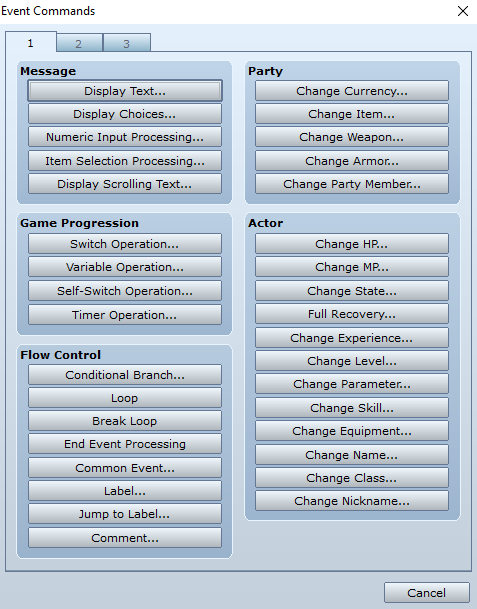 Event Commands
1
2
3
Message
Display Text...
Display Choices...
Numeric Input Processing...
Item Selection Processing...
Display Scrolling Text...
Game Progression
Switch Operation...
Variable Operation...
Self-Switch Operation...
Timer Operation...
Flow Control
Conditional Branch...
Loop
Break Loop
End Event Processing
Common Event...
Label...
Jump to Label...
Comment...
Party
Change Currency...
Change Item...
Change Weapon...
Change Armor...
Change Party Member...
Actor
Change HP...
Change MP...
Change State...
Full Recovery...
Change Experience...
Change Level...
Change Parameter...
Change Skill...
Change Equipment...
Change Name...
Change Class...
Change Nickname...
Cancel